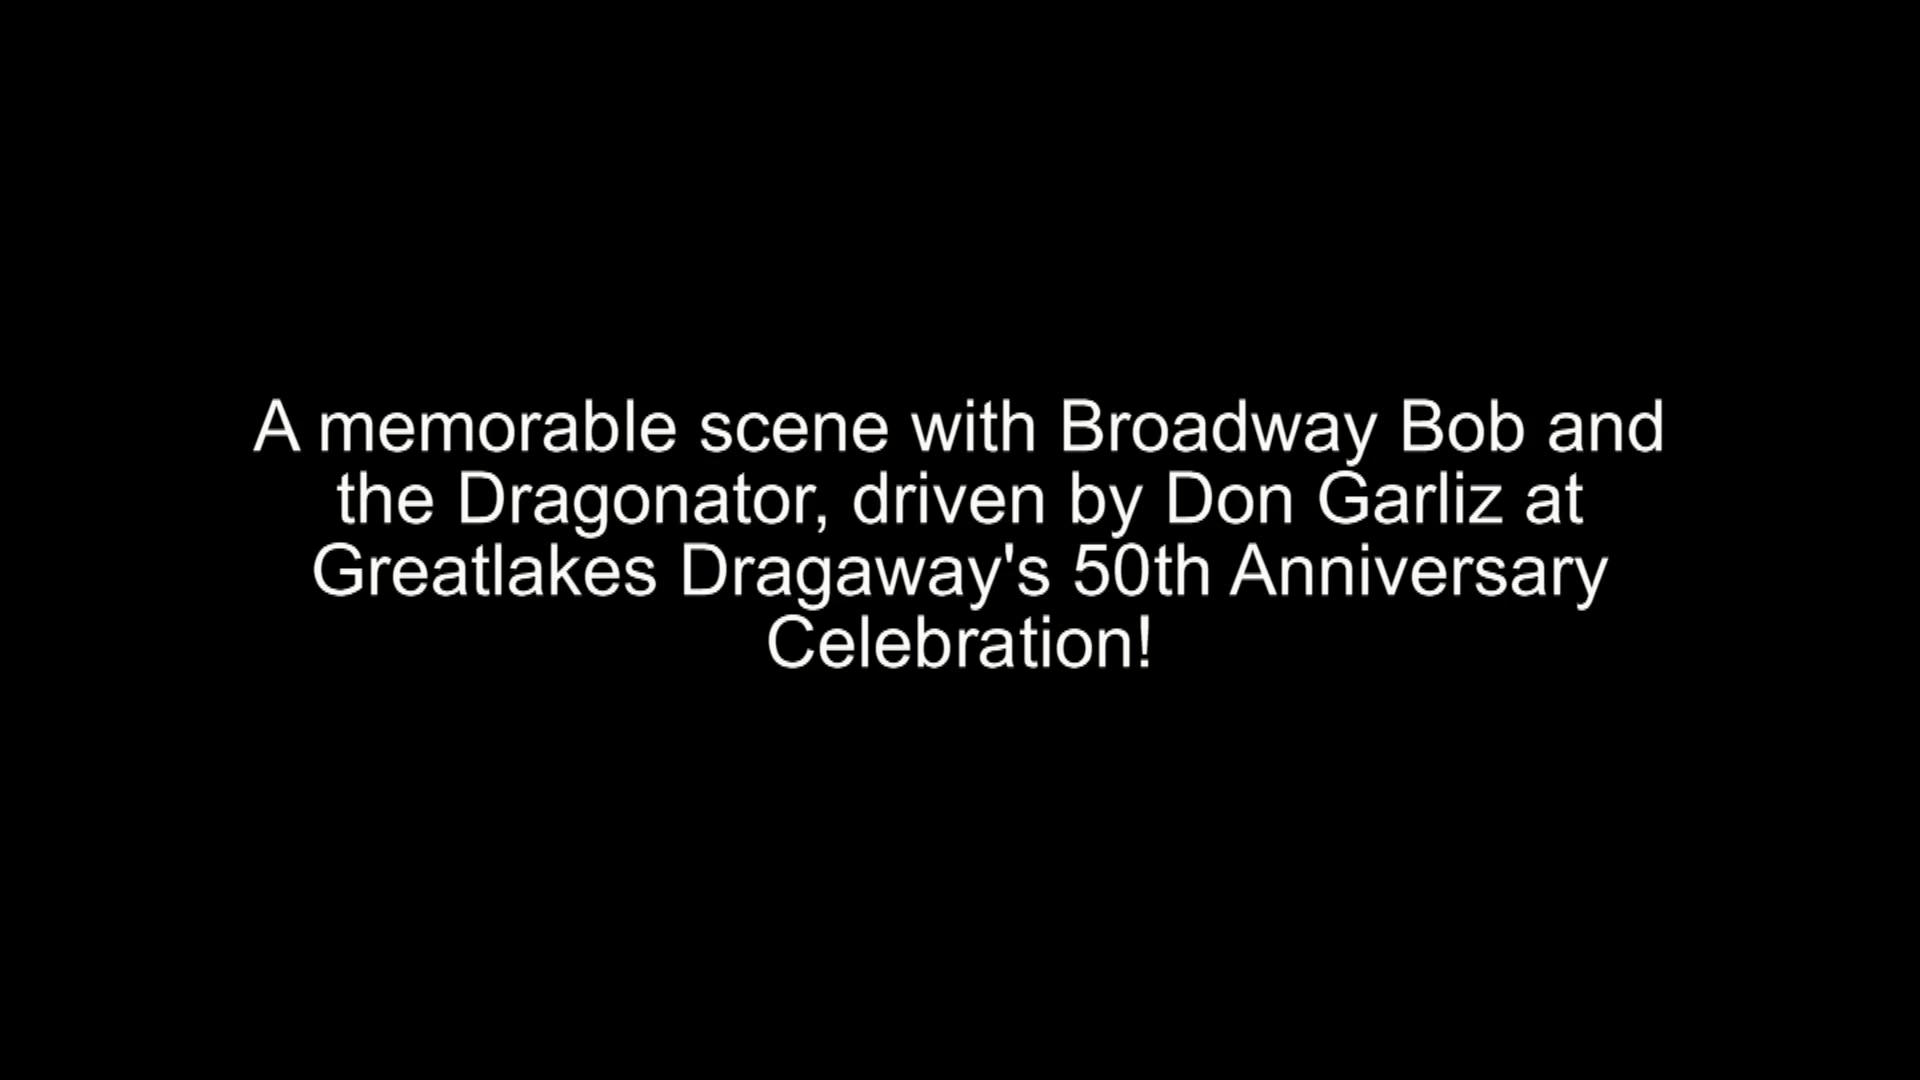 A memorable scene with Broadway Bob and
the Dragonator, driven by Don Garliz at
Greatlakes Dragaway's 50th Anniversary
Celebration!